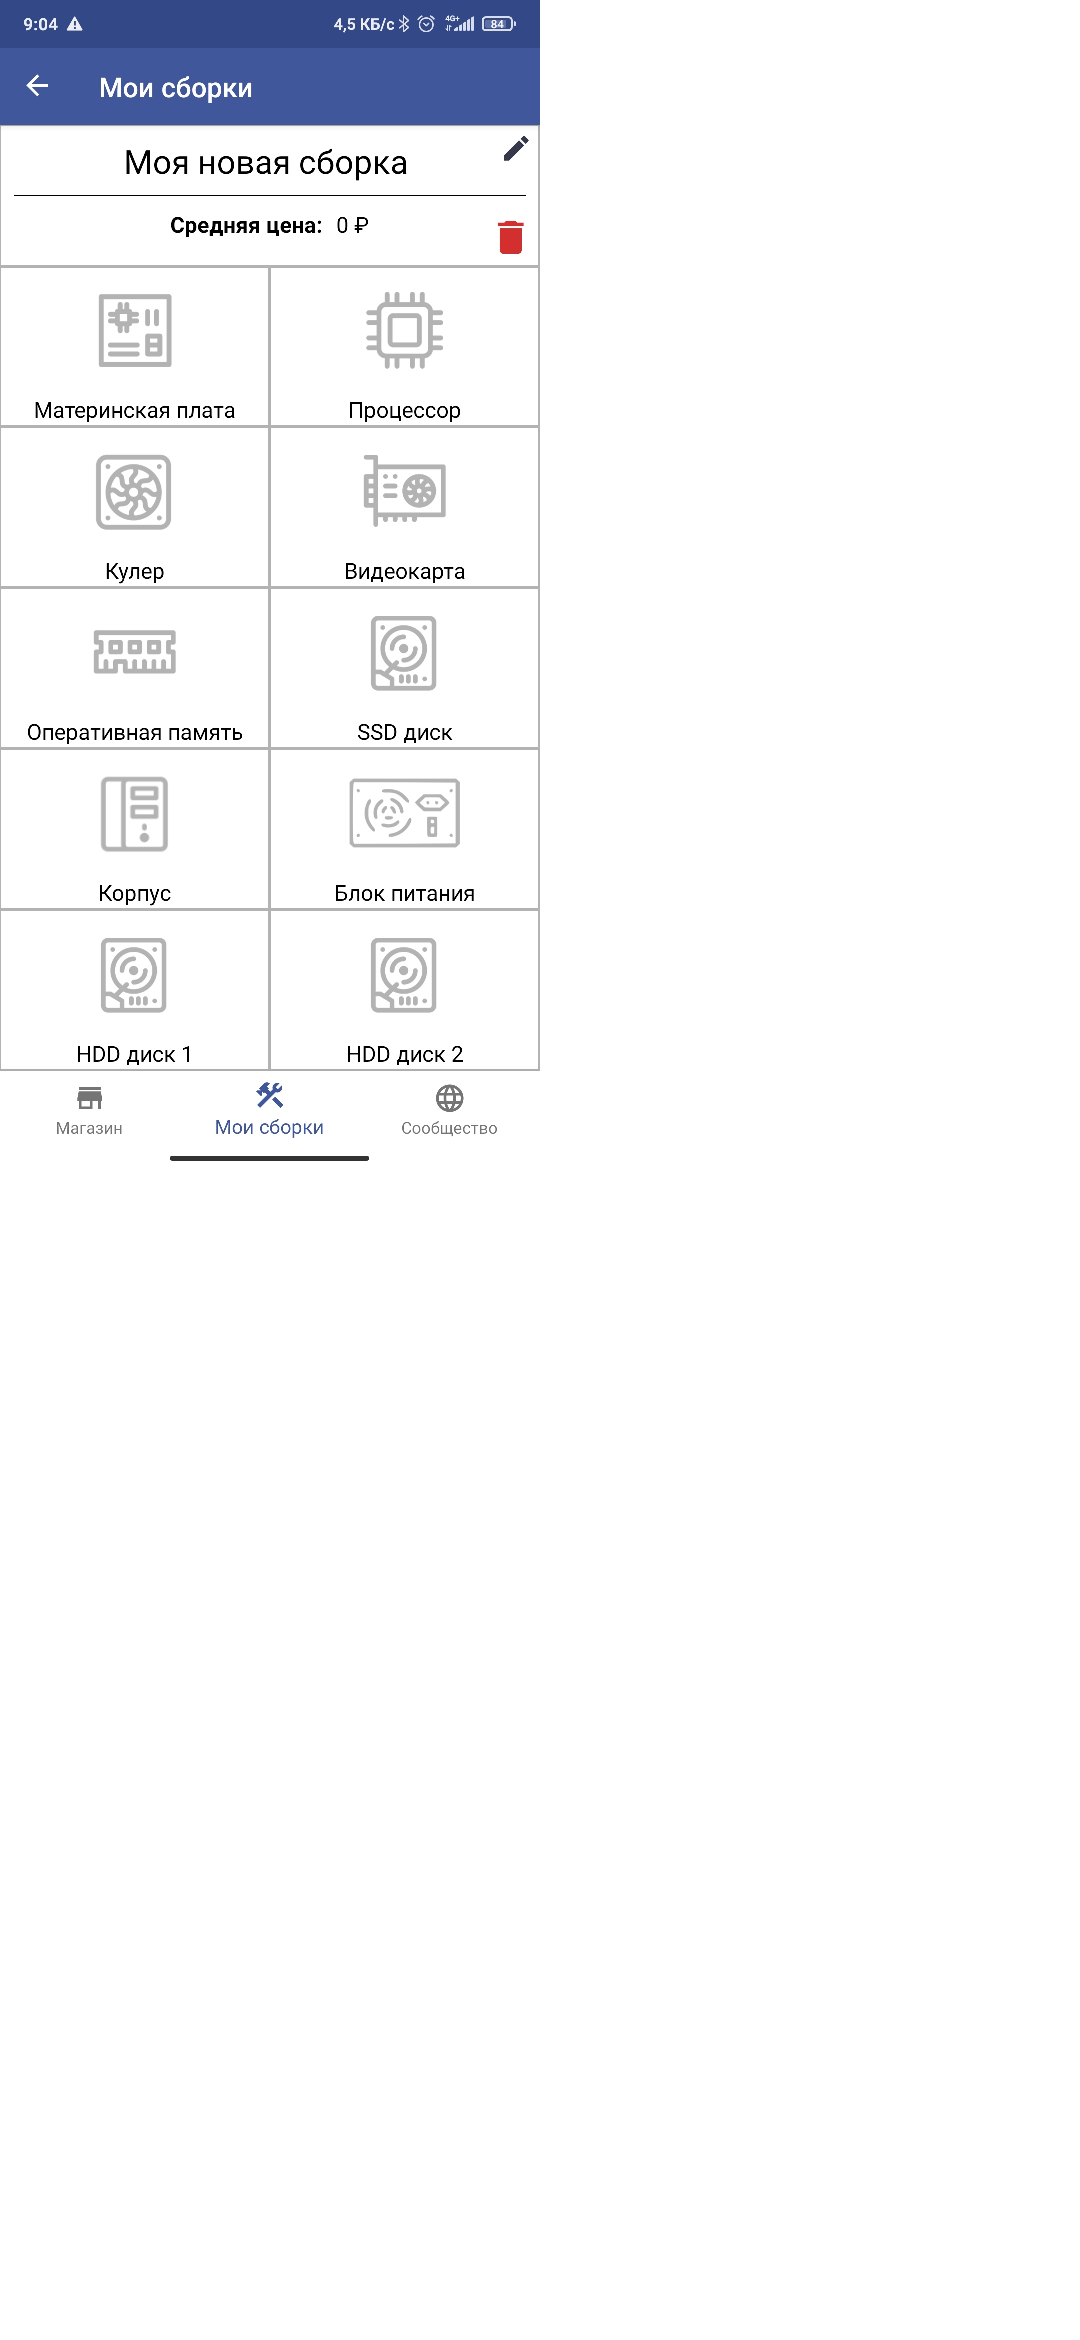 9:04 4,5 КБ/с 4G+ 84
Мои сборки
Моя новая сборка
Средняя цена: 0 ₽
Материнская плата Процессор
Кулер Видеокарта
Оперативная память SSD диск
Корпус Блок питания
HDD диск 1 HDD диск 2
Магазин Мои сборки Сообщество